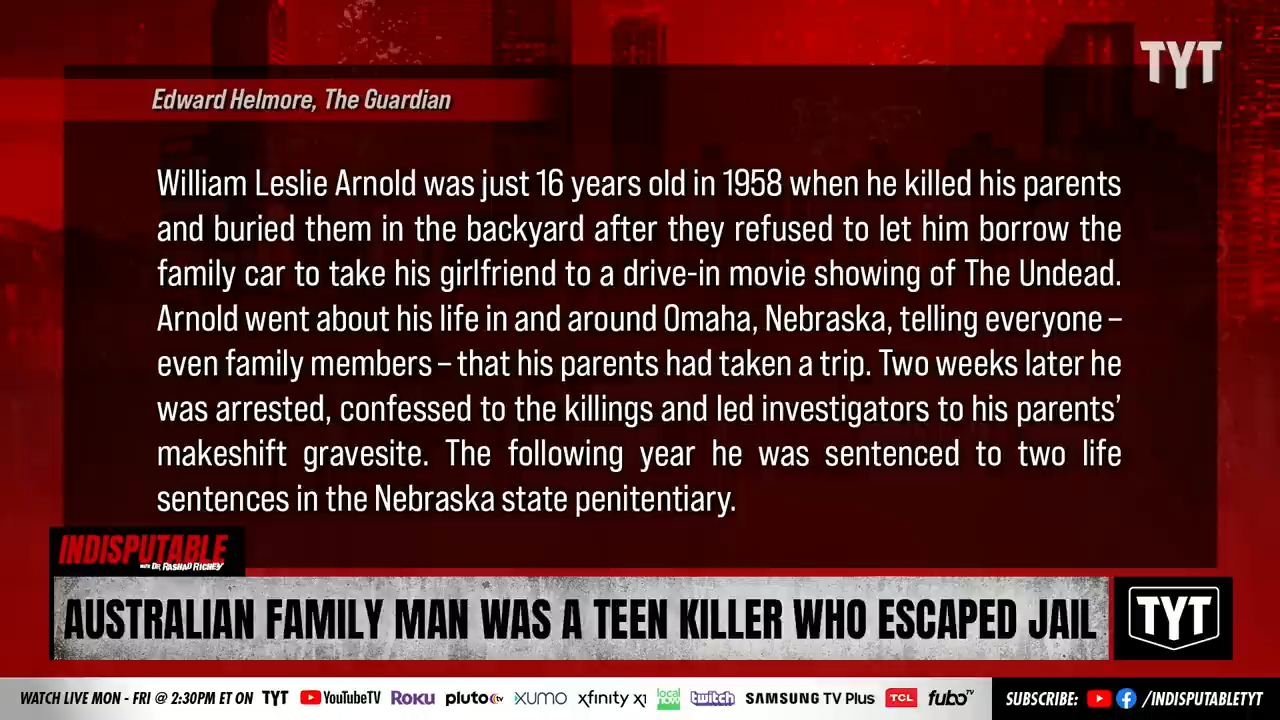 TYT
Edward Helmore, The Guardian
William Leslie Arnold was just 16 years old in 1958 when he killed his parents
and buried them in the backyard after they refused to let him borrow the
family car to take his girlfriend to a drive-in movie showing of The Undead.
Arnold went about his life in and around Omaha, Nebraska, telling everyone –
even family members – that his parents had taken a trip. Two weeks later he
was arrested, confessed to the killings and led investigators to his parents’
makeshift gravesite. The following year he was sentenced to two life
sentences in the Nebraska state penitentiary.
INDISPUTABLE
WITH DR. RASHAD RICHEY
AUSTRALIAN FAMILY MAN WAS A TEEN KILLER WHO ESCAPED JAIL
TYT
WATCH LIVE MON - FRI @ 2:30PM ET ON TYT YouTubeTV Roku pluto tv XUMO xfinity x1 local now twitch SAMSUNG TV Plus TCL fubo TV SUBSCRIBE: /INDISPUTABLETYT